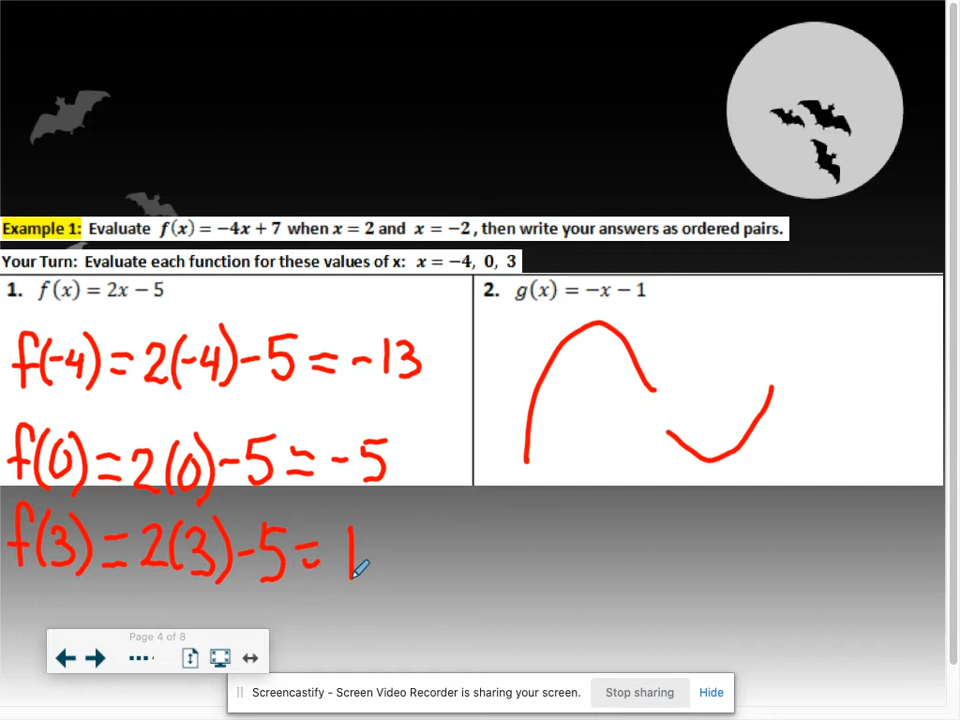 Example 1: Evaluate f(x) = −4x + 7 when x = 2 and x = −2, then write your answers as ordered pairs.
Your Turn: Evaluate each function for these values of x: x = −4, 0, 3
1. f(x) = 2x − 5
f(-4) = 2(-4) - 5 = -13
f(0) = 2(0) - 5 = -5
f(3) = 2(3) - 5 = 1
2. g(x) = −x − 1
Page 4 of 8
Screencastify - Screen Video Recorder is sharing your screen.
Stop sharing
Hide